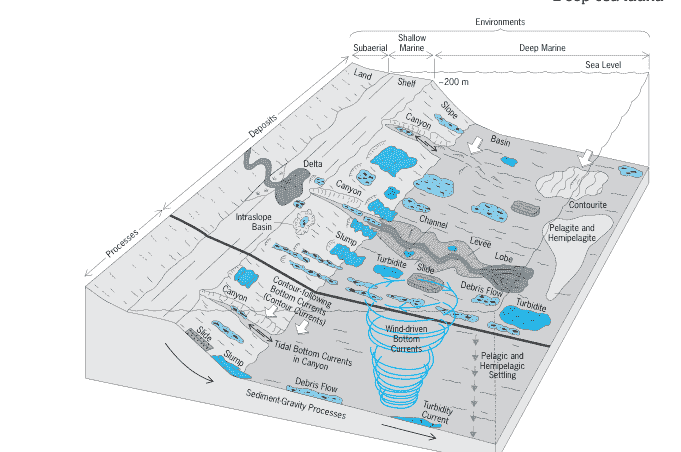 Environments
Subaerial
Shallow
Marine
Deep Marine
Sea Level
Land
Shelf
~200 m
Slope
Canyon
Basin
Deposits
Delta
Canyon
Contourite
Intraslope
Basin
Channel
Pelagite and
Hemipelagite
Processes
Slump
Levee
Lobe
Turbidite
Slide
Debris Flow
Turbidite
Canyon
Contour-following
Bottom Currents
(Contour Currents)
Wind-driven
Bottom
Currents
Slide
Slump
Tidal Bottom Currents
in Canyon
Pelagic and
Hemipelagic
Settling
Debris Flow
Sediment-Gravity Processes
Turbidity
Current